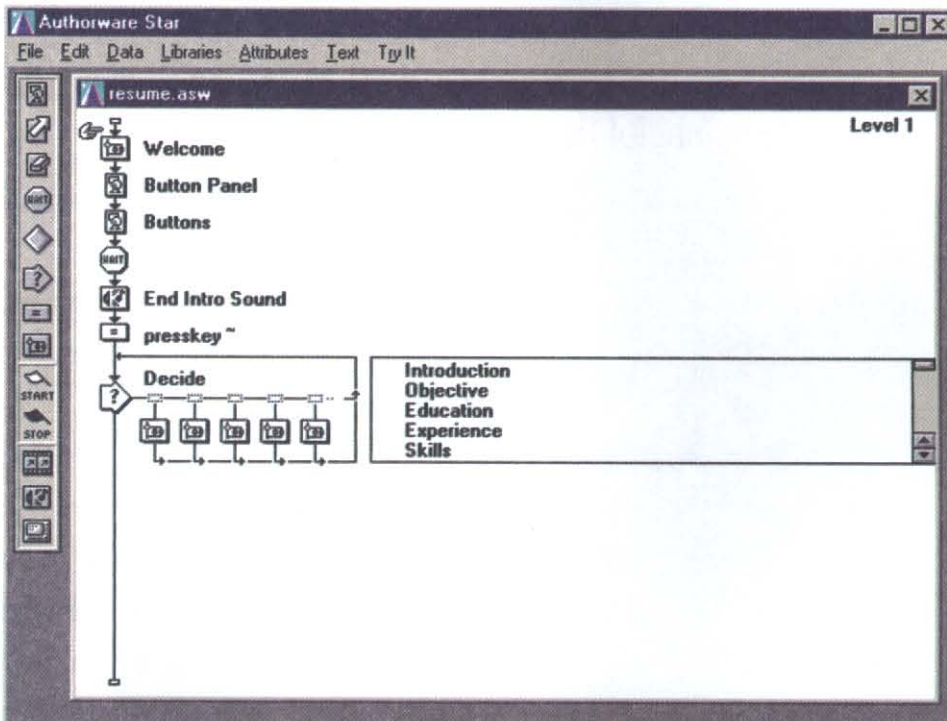 Authorware Star
File Edit Data Libraries Attributes Text Try It
resume.asw
Level 1
Welcome
Button Panel
Buttons
WAIT
End Intro Sound
= presskey ~
Decide
?
Introduction
Objective
Education
Experience
Skills
WAIT
?
=
START
STOP